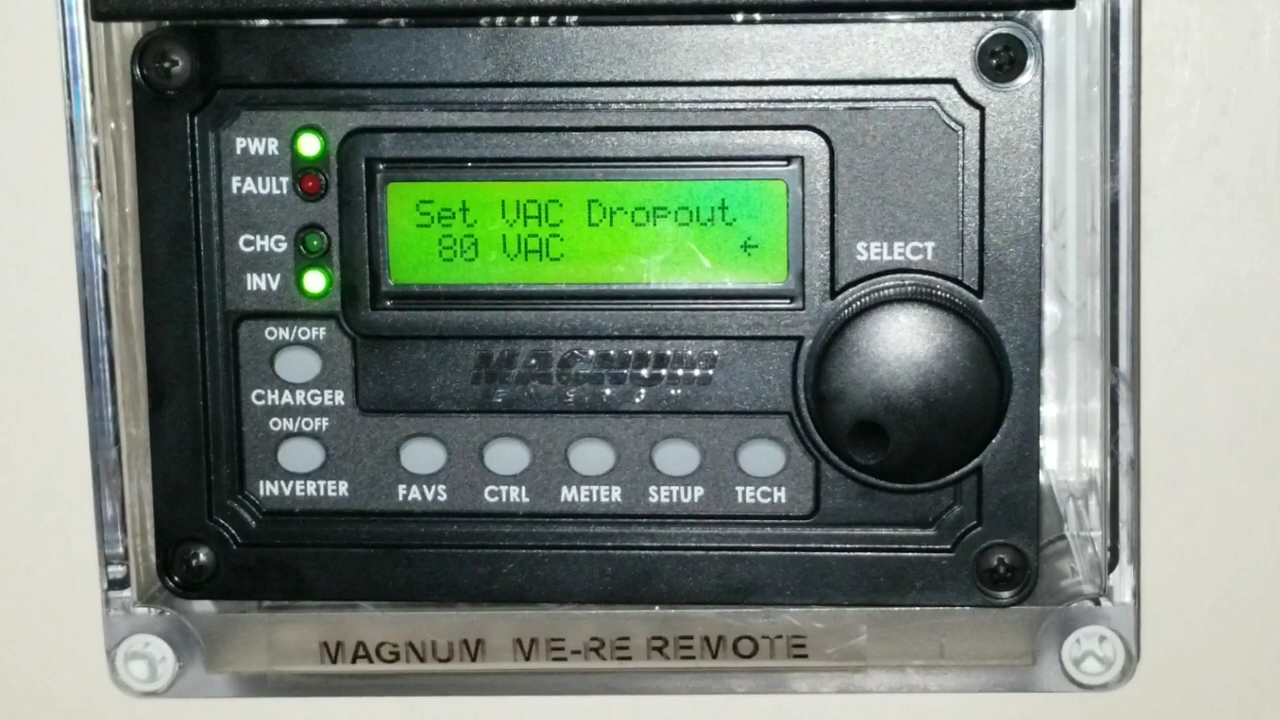 PWR
FAULT
CHG
INV
Set VAC Dropout
80 VAC ←
SELECT
ON/OFF
CHARGER
ON/OFF
INVERTER
MAGNUM
FAVS
CTRL
METER
SETUP
TECH
MAGNUM ME-RE REMOTE